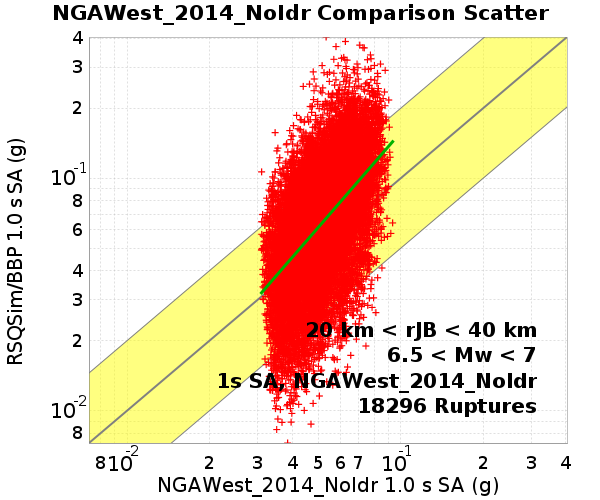 NGAWest_2014_NoIdr Comparison Scatter
RSQSim/BBP 1.0 s SA (g)
4
3
2
10^-1
8
6
4
3
2
10^-2
8
20 km < rJB < 40 km
6.5 < Mw < 7
1s SA, NGAWest_2014_NoIdr
18296 Ruptures
8 10^-2 2 3 4 5 6 7 10^-1 2 3 4
NGAWest_2014_NoIdr 1.0 s SA (g)